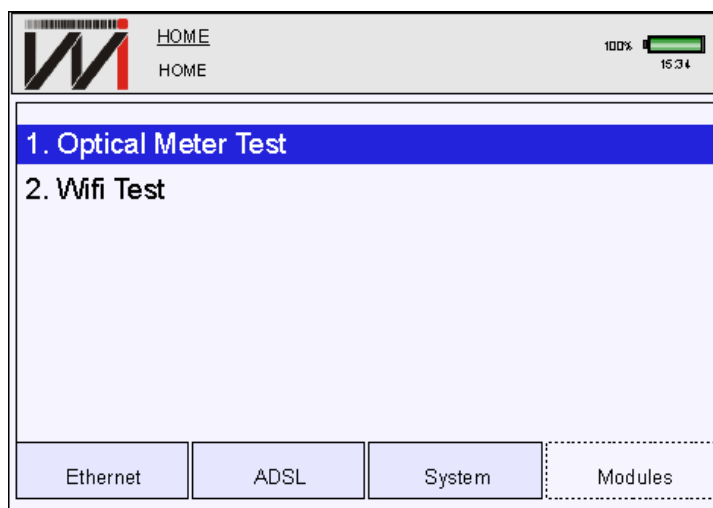 HOME
HOME
100%
15:34
1. Optical Meter Test
2. Wifi Test
Ethernet
ADSL
System
Modules